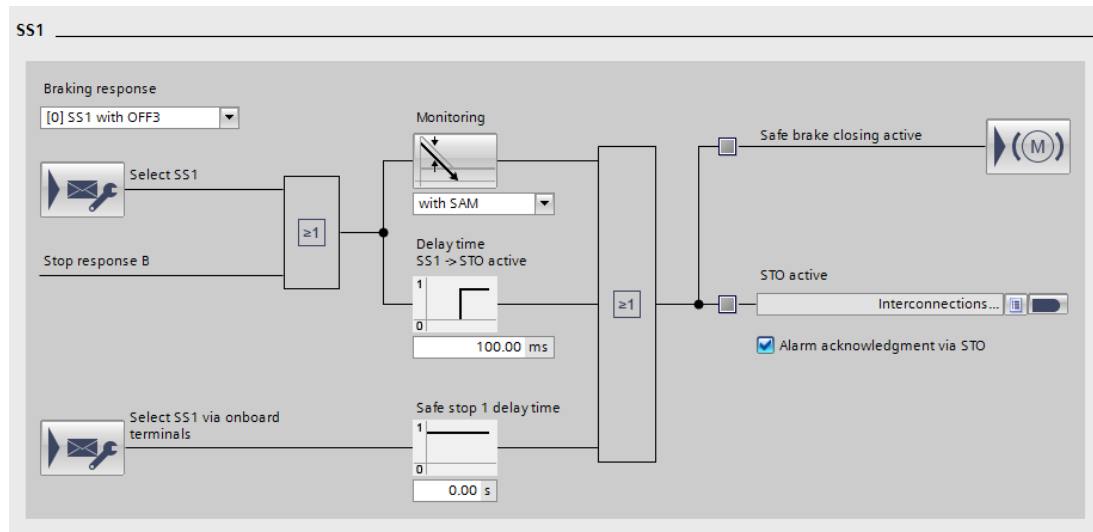 SS1
Braking response
[0] SS1 with OFF3
Select SS1
Stop response B
≥1
Monitoring
with SAM
Delay time
SS1 -> STO active
1
0
100.00 ms
Select SS1 via onboard
terminals
Safe stop 1 delay time
1
0
0.00 s
≥1
Safe brake closing active
M
STO active
Interconnections...
Alarm acknowledgment via STO